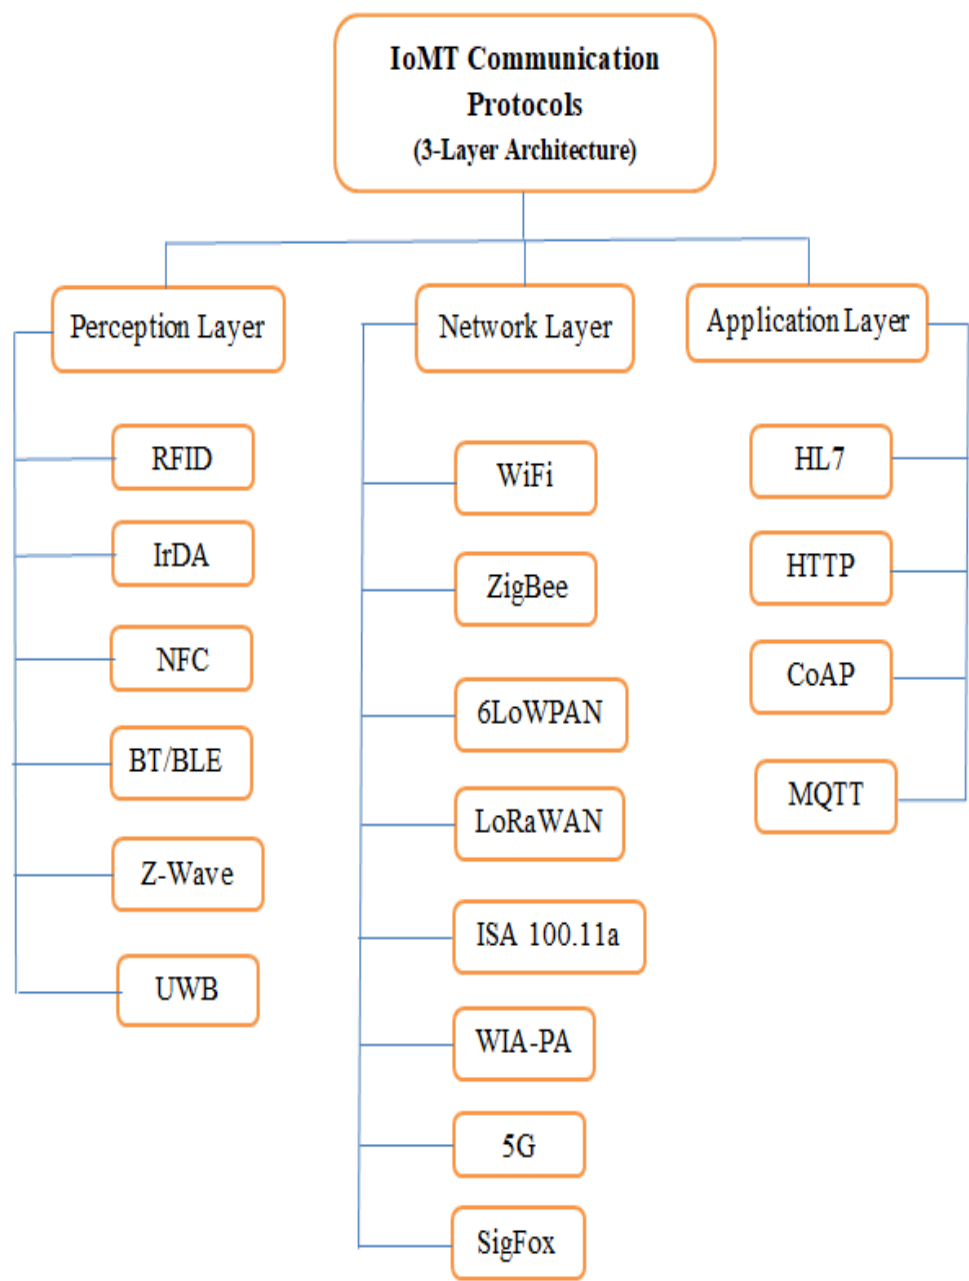 IoMT Communication
Protocols
(3-Layer Architecture)
Perception Layer
RFID
IrDA
NFC
BT/BLE
Z-Wave
UWB
Network Layer
WiFi
ZigBee
6LoWPAN
LoRaWAN
ISA 100.11a
WIA-PA
5G
SigFox
Application Layer
HL7
HTTP
CoAP
MQTT